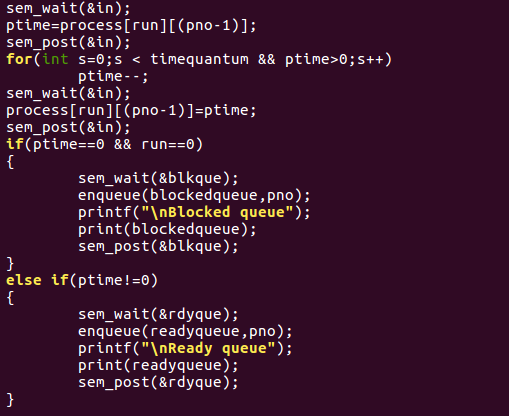 sem_wait(&in);
ptime=process[run][(pno-1)];
sem_post(&in);
for(int s=0;s < timequantum && ptime>0;s++)
        ptime--;
sem_wait(&in);
process[run][(pno-1)]=ptime;
sem_post(&in);
if(ptime==0 && run==0)
{
        sem_wait(&blkque);
        enqueue(blockedqueue,pno);
        printf("\nBlocked queue");
        print(blockedqueue);
        sem_post(&blkque);
}
else if(ptime!=0)
{
        sem_wait(&rdyque);
        enqueue(readyqueue,pno);
        printf("\nReady queue");
        print(readyqueue);
        sem_post(&rdyque);
}